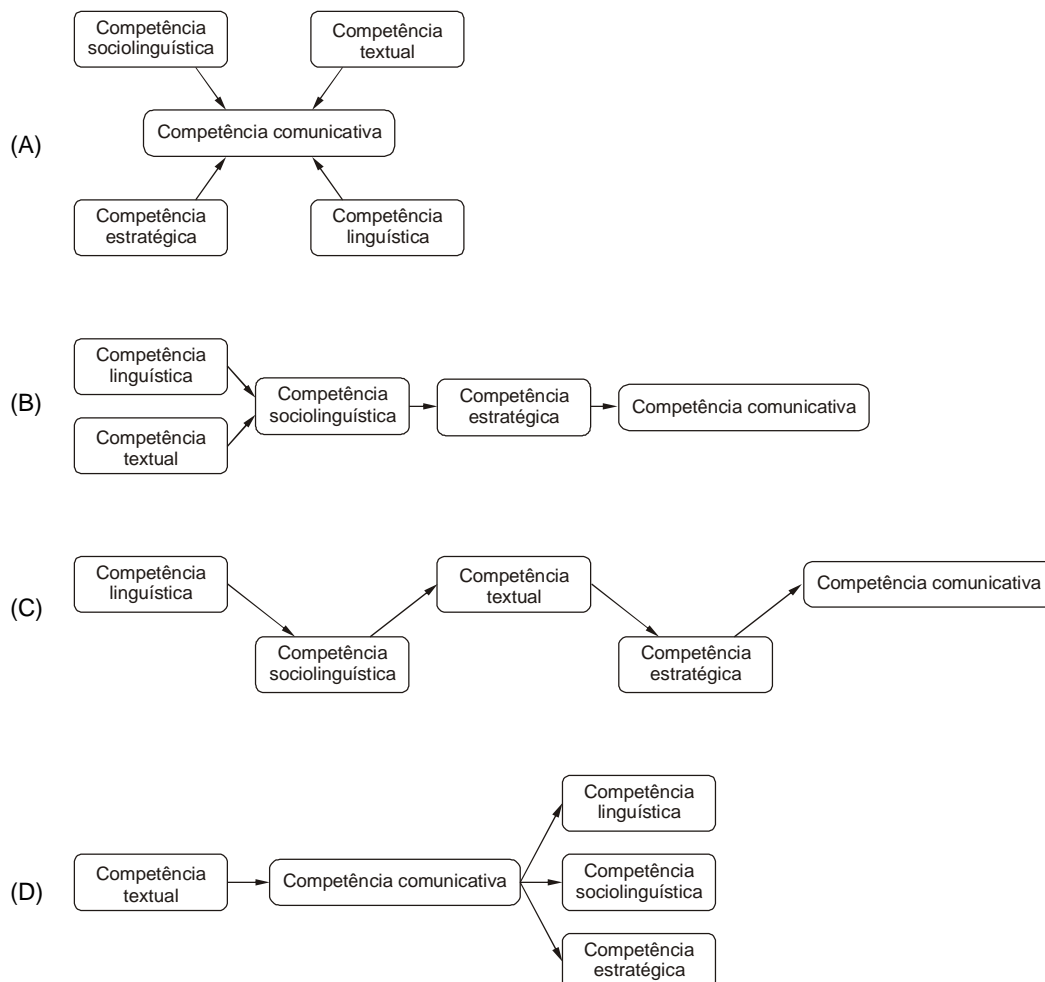 Competência
sociolinguística
Competência
textual
(A)
Competência comunicativa
Competência
estratégica
Competência
linguística
(B)
Competência
linguística
Competência
textual
Competência
sociolinguística
Competência
estratégica
Competência comunicativa
(C)
Competência
linguística
Competência
sociolinguística
Competência
textual
Competência
estratégica
Competência comunicativa
(D)
Competência
textual
Competência comunicativa
Competência
linguística
Competência
sociolinguística
Competência
estratégica